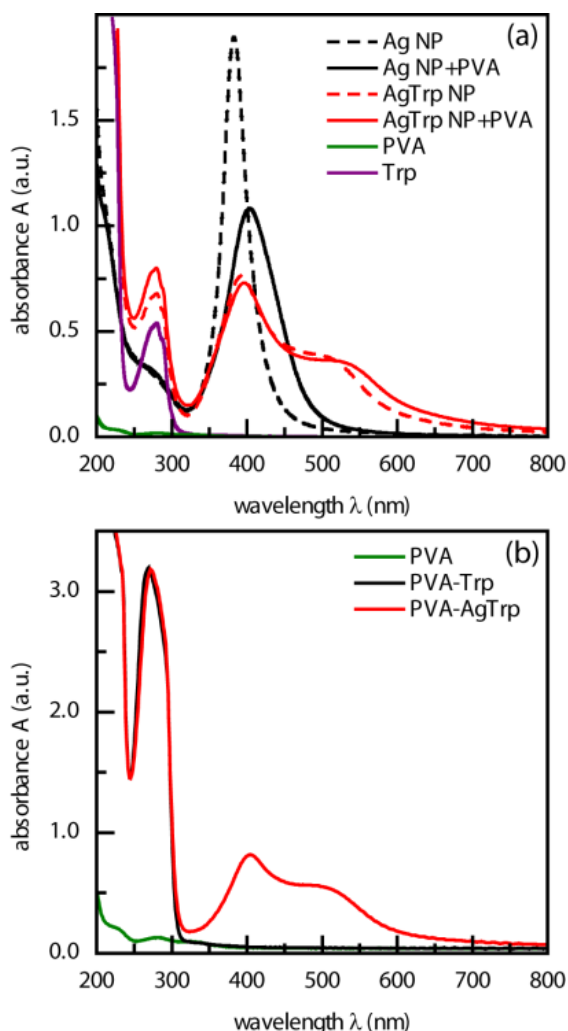 (a)
Ag NP
Ag NP+PVA
AgTrp NP
AgTrp NP+PVA
PVA
Trp
absorbance A (a.u.)
1.5
1.0
0.5
0.0
200 300 400 500 600 700 800
wavelength λ (nm)
(b)
PVA
PVA-Trp
PVA-AgTrp
absorbance A (a.u.)
3.0
2.0
1.0
0.0
200 300 400 500 600 700 800
wavelength λ (nm)